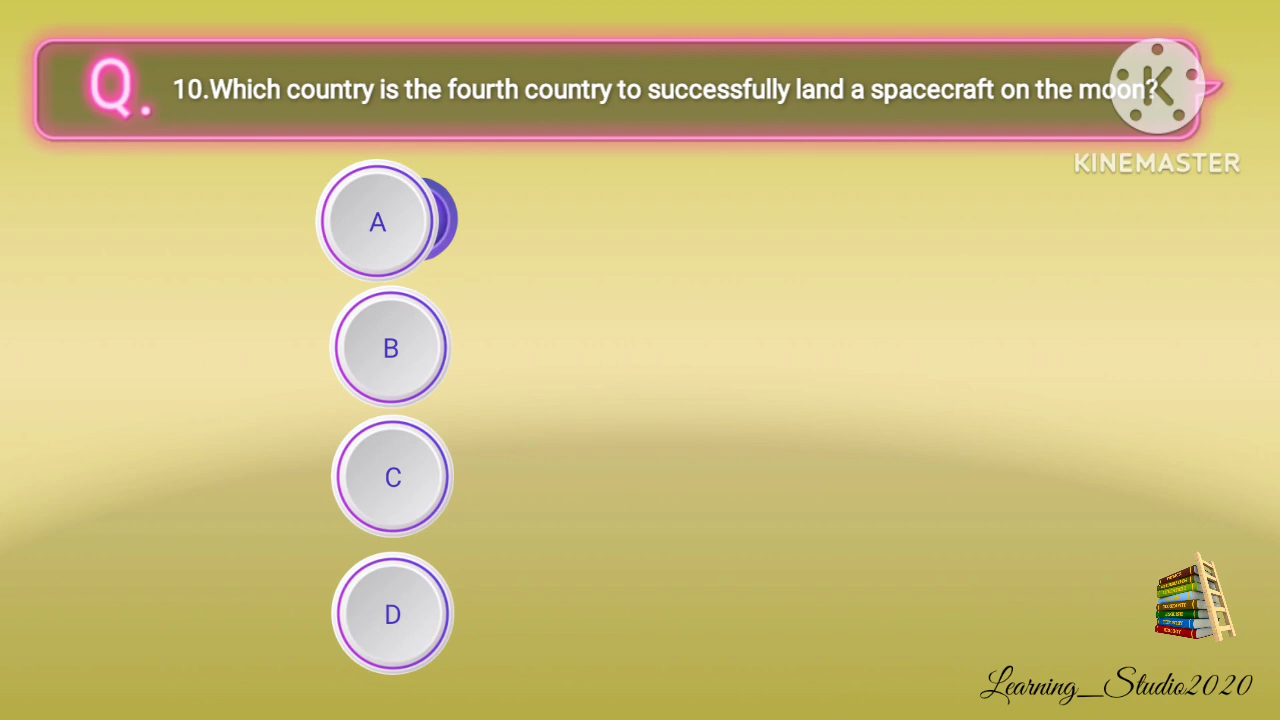 Q. 10.Which country is the fourth country to successfully land a spacecraft on the moon?
K
KINEMASTER
A
B
C
D
Learning_Studio2020